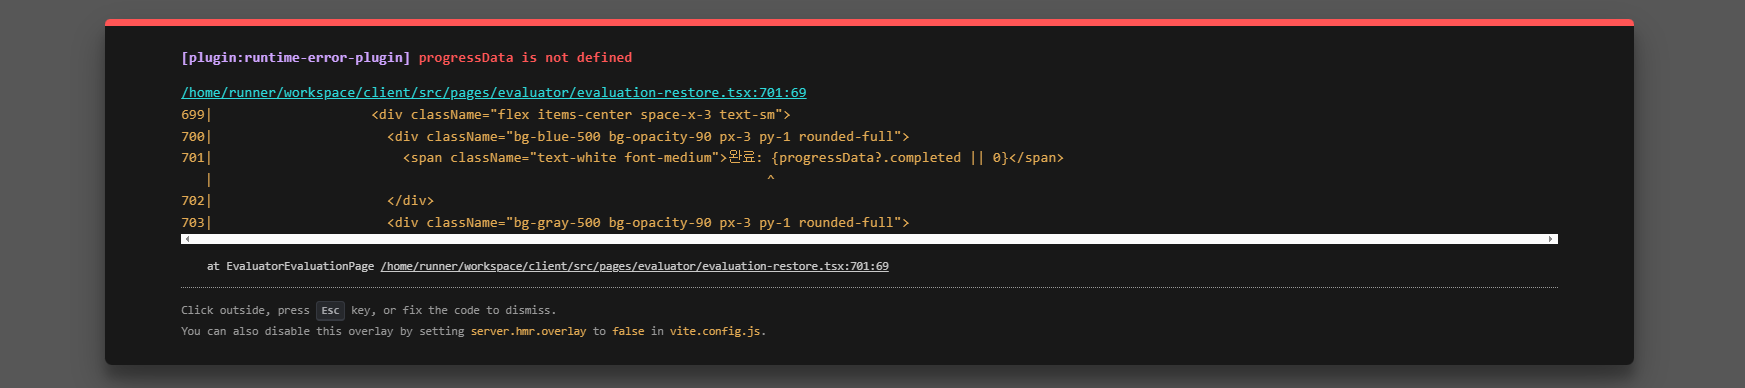 [plugin:runtime-error-plugin] progressData is not defined
/home/runner/workspace/client/src/pages/evaluator/evaluation-restore.tsx:701:69
699|                    <div className="flex items-center space-x-3 text-sm">
700|                      <div className="bg-blue-500 bg-opacity-90 px-3 py-1 rounded-full">
701|                        <span className="text-white font-medium">완료: {progressData?.completed || 0}</span>
   |                                                                      ^
702|                      </div>
703|                      <div className="bg-gray-500 bg-opacity-90 px-3 py-1 rounded-full">
at EvaluatorEvaluationPage /home/runner/workspace/client/src/pages/evaluator/evaluation-restore.tsx:701:69
Click outside, press Esc key, or fix the code to dismiss.
You can also disable this overlay by setting server.hmr.overlay to false in vite.config.js.